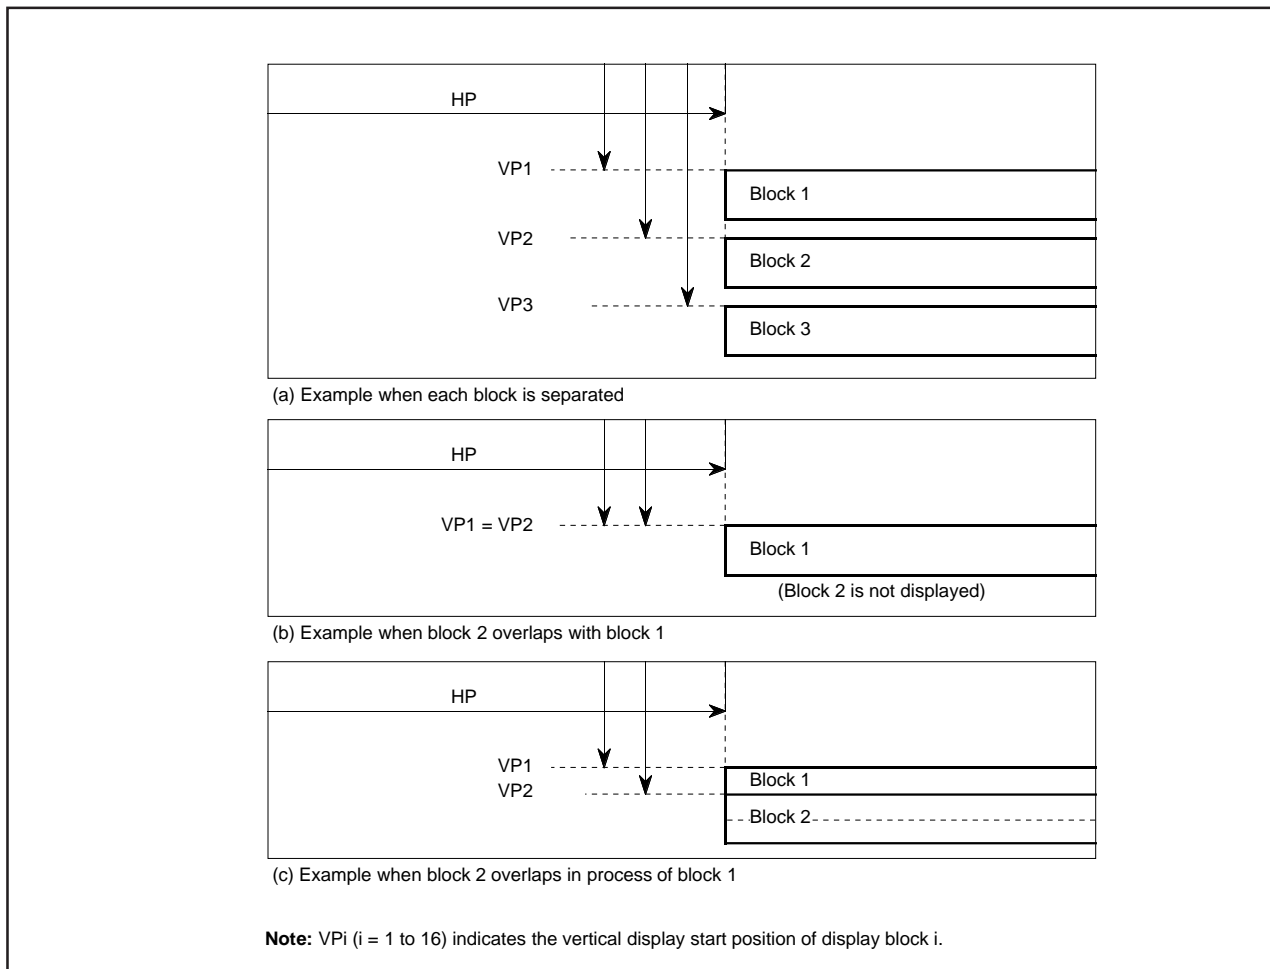 HP
VP1
Block 1
VP2
Block 2
VP3
Block 3
(a) Example when each block is separated
HP
VP1 = VP2
Block 1
(Block 2 is not displayed)
(b) Example when block 2 overlaps with block 1
HP
VP1
Block 1
VP2
Block 2
(c) Example when block 2 overlaps in process of block 1
Note: VPi (i = 1 to 16) indicates the vertical display start position of display block i.